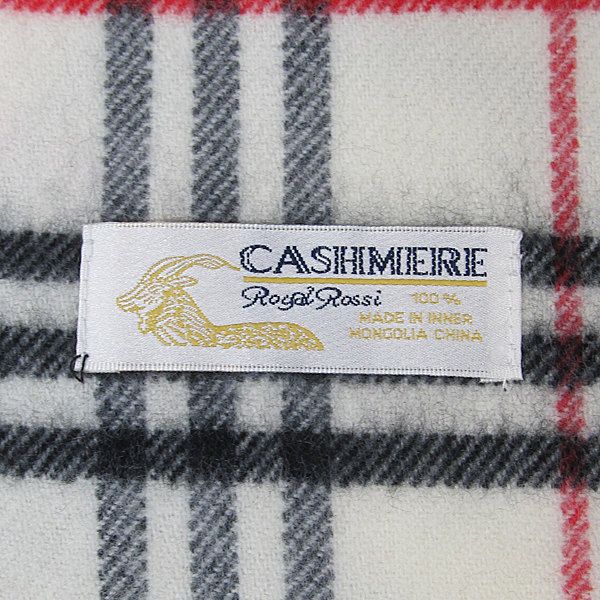 CASHMERE
Royal Rossi 100%
MADE IN INNER
MONGOLIA CHINA